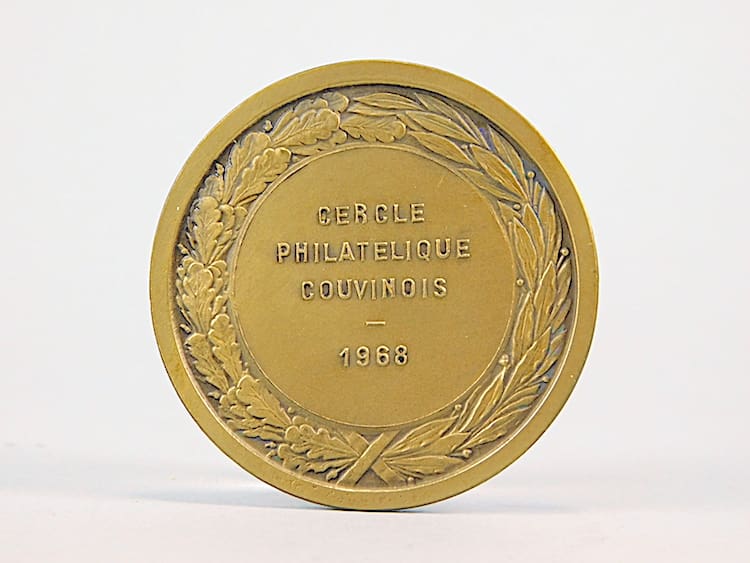 CERCLE
PHILATELIQUE
COUVINOIS
—
1968